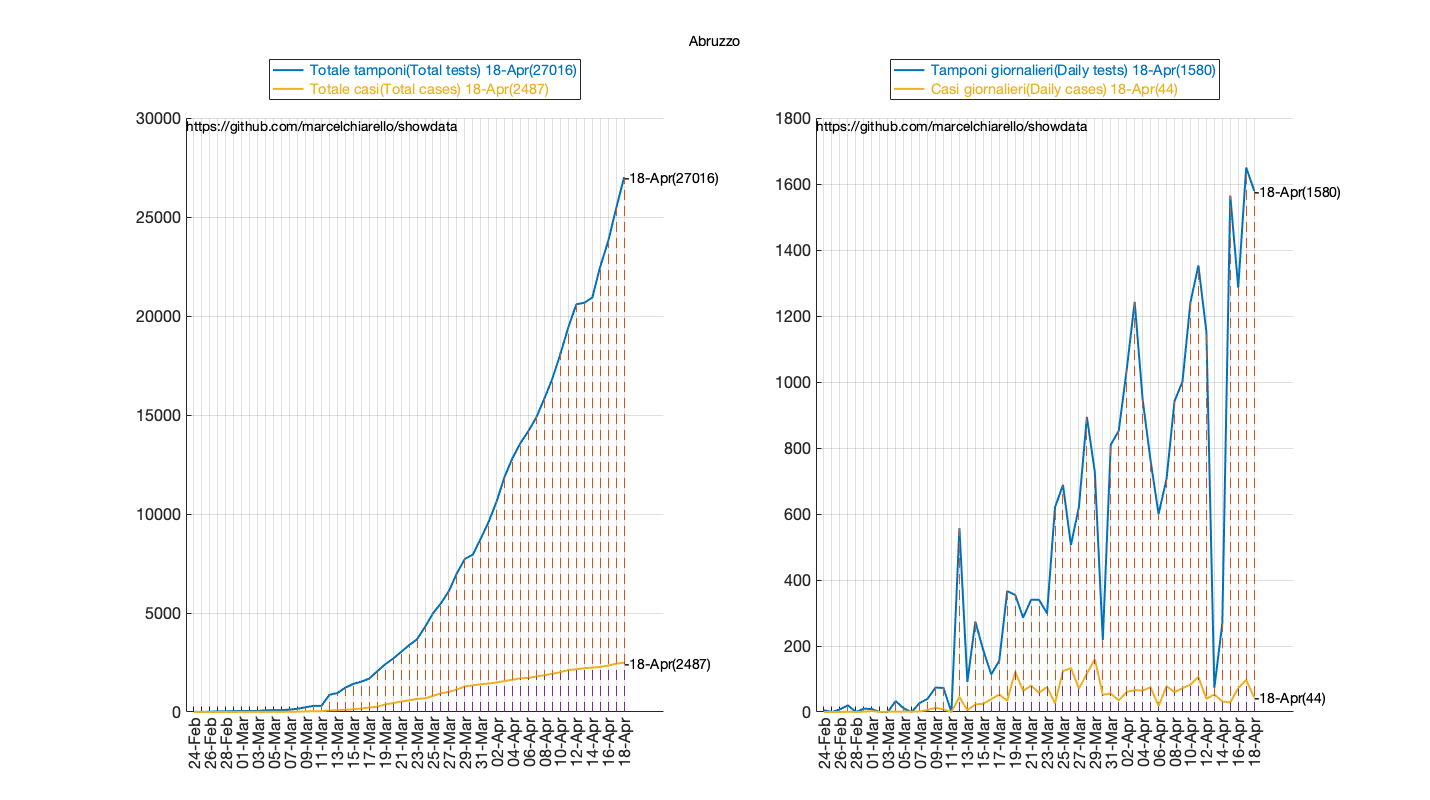 Abruzzo
Totale tamponi(Total tests) 18-Apr(27016)
Totale casi(Total cases) 18-Apr(2487)
30000
25000
20000
15000
10000
5000
0
https://github.com/marcelchiarello/showdata
18-Apr(27016)
18-Apr(2487)
24-Feb
26-Feb
28-Feb
01-Mar
03-Mar
05-Mar
07-Mar
09-Mar
11-Mar
13-Mar
15-Mar
17-Mar
19-Mar
21-Mar
23-Mar
25-Mar
27-Mar
29-Mar
31-Mar
02-Apr
04-Apr
06-Apr
08-Apr
10-Apr
12-Apr
14-Apr
16-Apr
18-Apr
Tamponi giornalieri(Daily tests) 18-Apr(1580)
Casi giornalieri(Daily cases) 18-Apr(44)
1800
1600
1400
1200
1000
800
600
400
200
0
https://github.com/marcelchiarello/showdata
18-Apr(1580)
18-Apr(44)
24-Feb
26-Feb
28-Feb
01-Mar
03-Mar
05-Mar
07-Mar
09-Mar
11-Mar
13-Mar
15-Mar
17-Mar
19-Mar
21-Mar
23-Mar
25-Mar
27-Mar
29-Mar
31-Mar
02-Apr
04-Apr
06-Apr
08-Apr
10-Apr
12-Apr
14-Apr
16-Apr
18-Apr